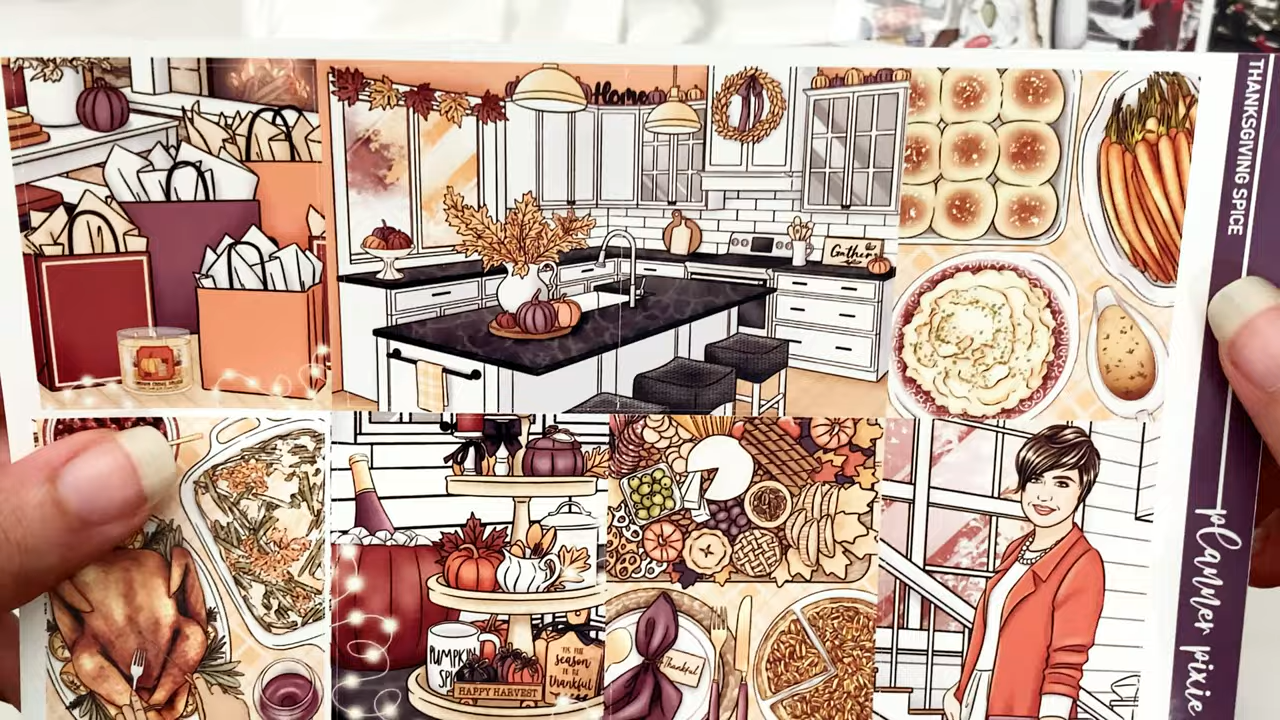 Home
Gather
THANKSGIVING SPICE
PUMPKIN
SPICE
HAPPY HARVEST
'TIS THE
season
TO BE
thankful
Thankful
planner pixie